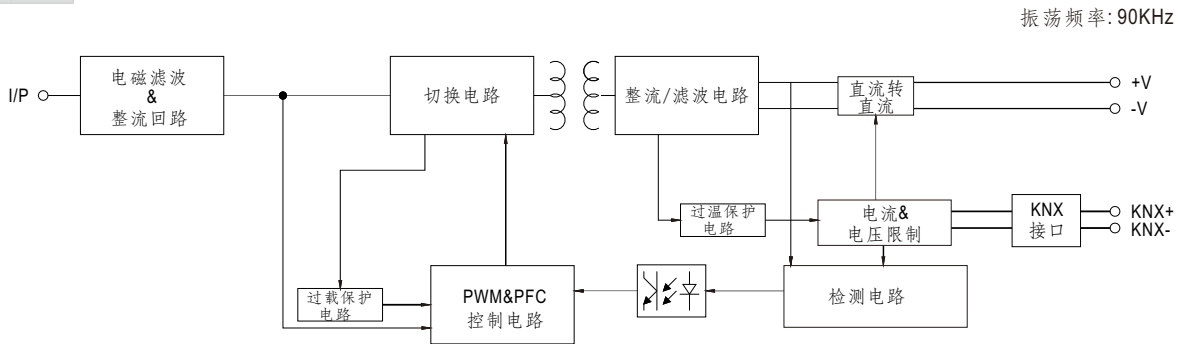 振荡频率: 90KHz
I/P
电磁滤波
&
整流回路
切换电路
整流/滤波电路
直流转
直流
+V
-V
过温保护
电路
电流&
电压限制
KNX
接口
KNX+
KNX-
过载保护
电路
PWM&PFC
控制电路
检测电路